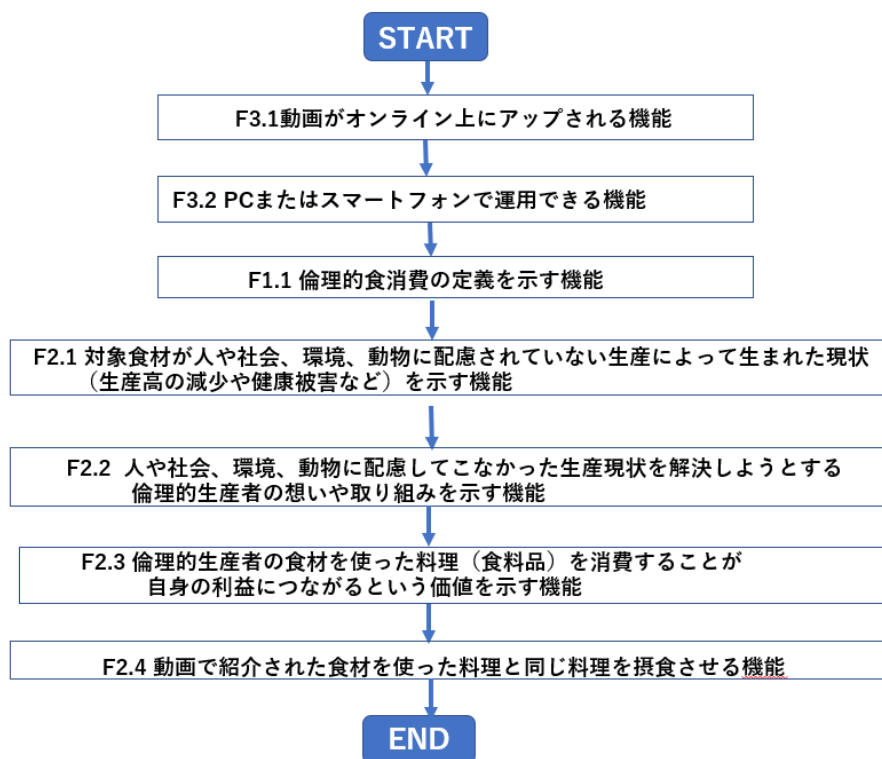 START
F3.1動画がオンライン上にアップされる機能
F3.2 PCまたはスマートフォンで運用できる機能
F1.1 倫理的食消費の定義を示す機能
F2.1 対象食材が人や社会、環境、動物に配慮されていない生産によって生まれた現状
（生産高の減少や健康被害など）を示す機能
F2.2 人や社会、環境、動物に配慮してこなかった生産現状を解決しようとする
倫理的生産者の想いや取り組みを示す機能
F2.3 倫理的生産者の食材を使った料理（食料品）を消費することが
自身の利益につながるという価値を示す機能
F2.4 動画で紹介された食材を使った料理と同じ料理を摂食させる機能
END